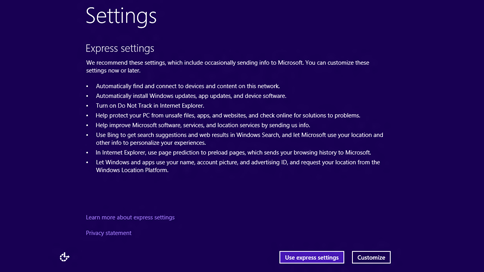 Settings
Express settings
We recommend these settings, which include occasionally sending info to Microsoft. You can customize these
settings now or later.
• Automatically find and connect to devices and content on this network.
• Automatically install Windows updates, app updates, and device software.
• Turn on Do Not Track in Internet Explorer.
• Help protect your PC from unsafe files, apps, and websites, and check online for solutions to problems.
• Help improve Microsoft software, services, and location services by sending us info.
• Use Bing to get search suggestions and web results in Windows Search, and let Microsoft use your location and
other info to personalize your experiences.
• In Internet Explorer, use page prediction to preload pages, which sends your browsing history to Microsoft.
• Let Windows and apps use your name, account picture, and advertising ID, and request your location from the
Windows Location Platform.
Learn more about express settings
Privacy statement
Use express settings
Customize